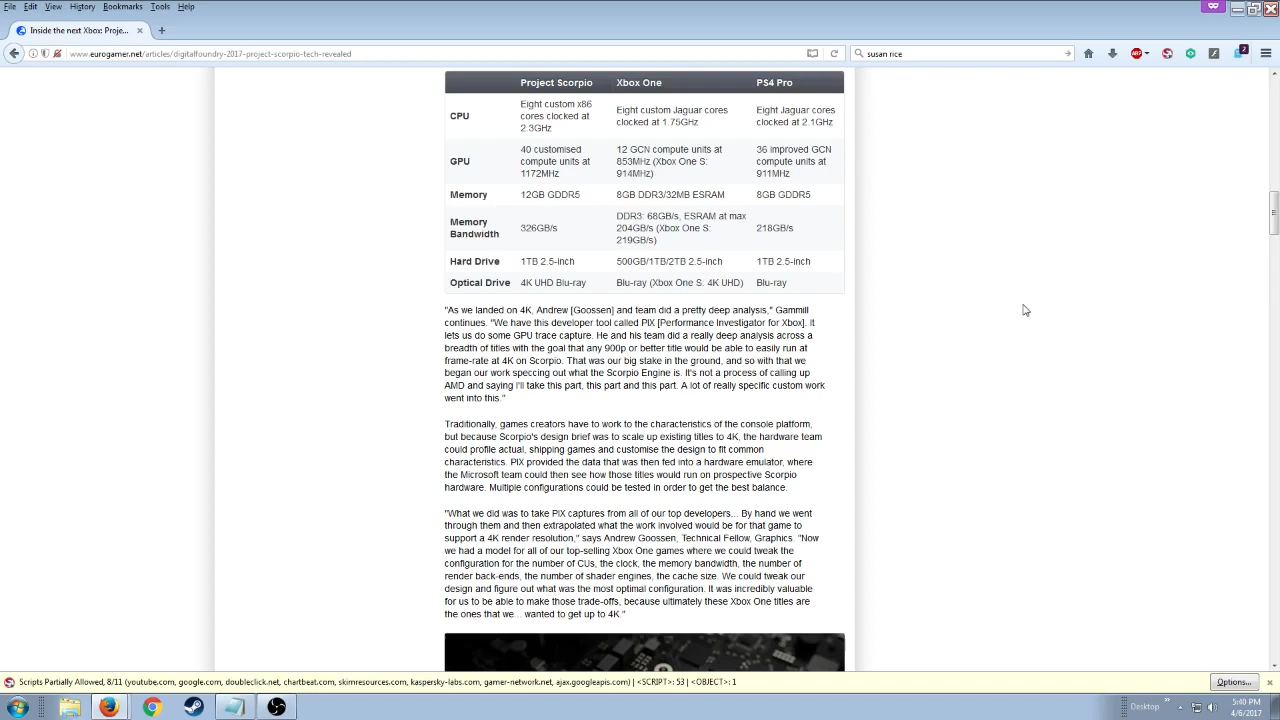 File Edit View History Bookmarks Tools Help
Inside the next Xbox: Proje... × +
www.eurogamer.net/articles/digitalfoundry-2017-project-scorpio-tech-revealed
susan rice
ABP
2
Project Scorpio Xbox One PS4 Pro
CPU
Eight custom x86
cores clocked at
2.3GHz
Eight custom Jaguar cores
clocked at 1.75GHz
Eight Jaguar cores
clocked at 2.1GHz
GPU
40 customised
compute units at
1172MHz
12 GCN compute units at
853MHz (Xbox One S:
914MHz)
36 improved GCN
compute units at
911MHz
Memory 12GB GDDR5 8GB DDR3/32MB ESRAM 8GB GDDR5
Memory
Bandwidth
326GB/s
DDR3: 68GB/s, ESRAM at max
204GB/s (Xbox One S:
219GB/s)
218GB/s
Hard Drive 1TB 2.5-inch 500GB/1TB/2TB 2.5-inch 1TB 2.5-inch
Optical Drive 4K UHD Blu-ray Blu-ray (Xbox One S: 4K UHD) Blu-ray
"As we landed on 4K, Andrew [Goossen] and team did a pretty deep analysis," Gammill
continues. "We have this developer tool called PIX [Performance Investigator for Xbox]. It
lets us do some GPU trace capture. He and his team did a really deep analysis across a
breadth of titles with the goal that any 900p or better title would be able to easily run at
frame-rate at 4K on Scorpio. That was our big stake in the ground, and so with that we
began our work speccing out what the Scorpio Engine is. It's not a process of calling up
AMD and saying I'll take this part, this part and this part. A lot of really specific custom work
went into this."
Traditionally, games creators have to work to the characteristics of the console platform,
but because Scorpio's design brief was to scale up existing titles to 4K, the hardware team
could profile actual, shipping games and customise the design to fit common
characteristics. PIX provided the data that was then fed into a hardware emulator, where
the Microsoft team could then see how those titles would run on prospective Scorpio
hardware. Multiple configurations could be tested in order to get the best balance.
"What we did was to take PIX captures from all of our top developers... By hand we went
through them and then extrapolated what the work involved would be for that game to
support a 4K render resolution," says Andrew Goossen, Technical Fellow, Graphics. "Now
we had a model for all of our top-selling Xbox One games where we could tweak the
configuration for the number of CUs, the clock, the memory bandwidth, the number of
render back-ends, the number of shader engines, the cache size. We could tweak our
design and figure out what was the most optimal configuration. It was incredibly valuable
for us to be able to make those trade-offs, because ultimately these Xbox One titles are
the ones that we... wanted to get up to 4K."
Scripts Partially Allowed, 8/11 (youtube.com, google.com, doubleclick.net, chartbeat.com, skimresources.com, kaspersky-labs.com, gamer-network.net, ajax.googleapis.com) | <SCRIPT>: 53 | <OBJECT>: 1
Options...
Desktop »
5:40 PM
4/6/2017